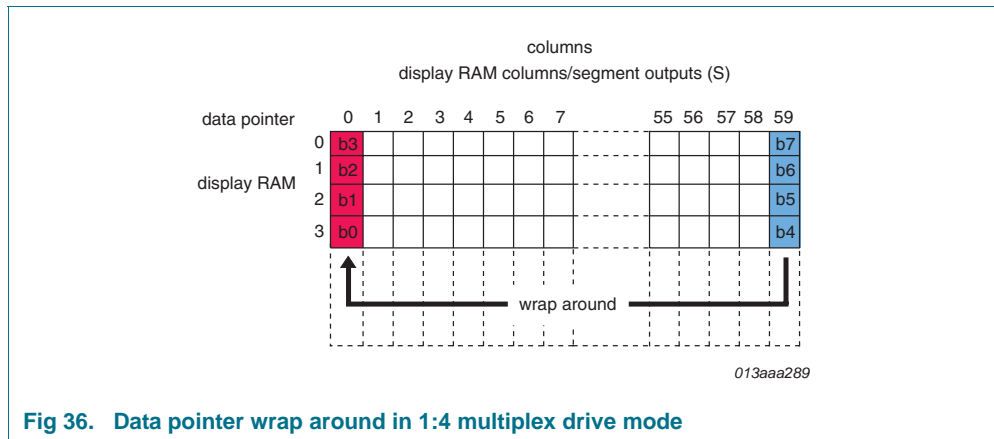 columns
display RAM columns/segment outputs (S)
data pointer 0 1 2 3 4 5 6 7 55 56 57 58 59
0 b3 b7
1 b2 b6
display RAM
2 b1 b5
3 b0 b4
wrap around
013aaa289
Fig 36. Data pointer wrap around in 1:4 multiplex drive mode